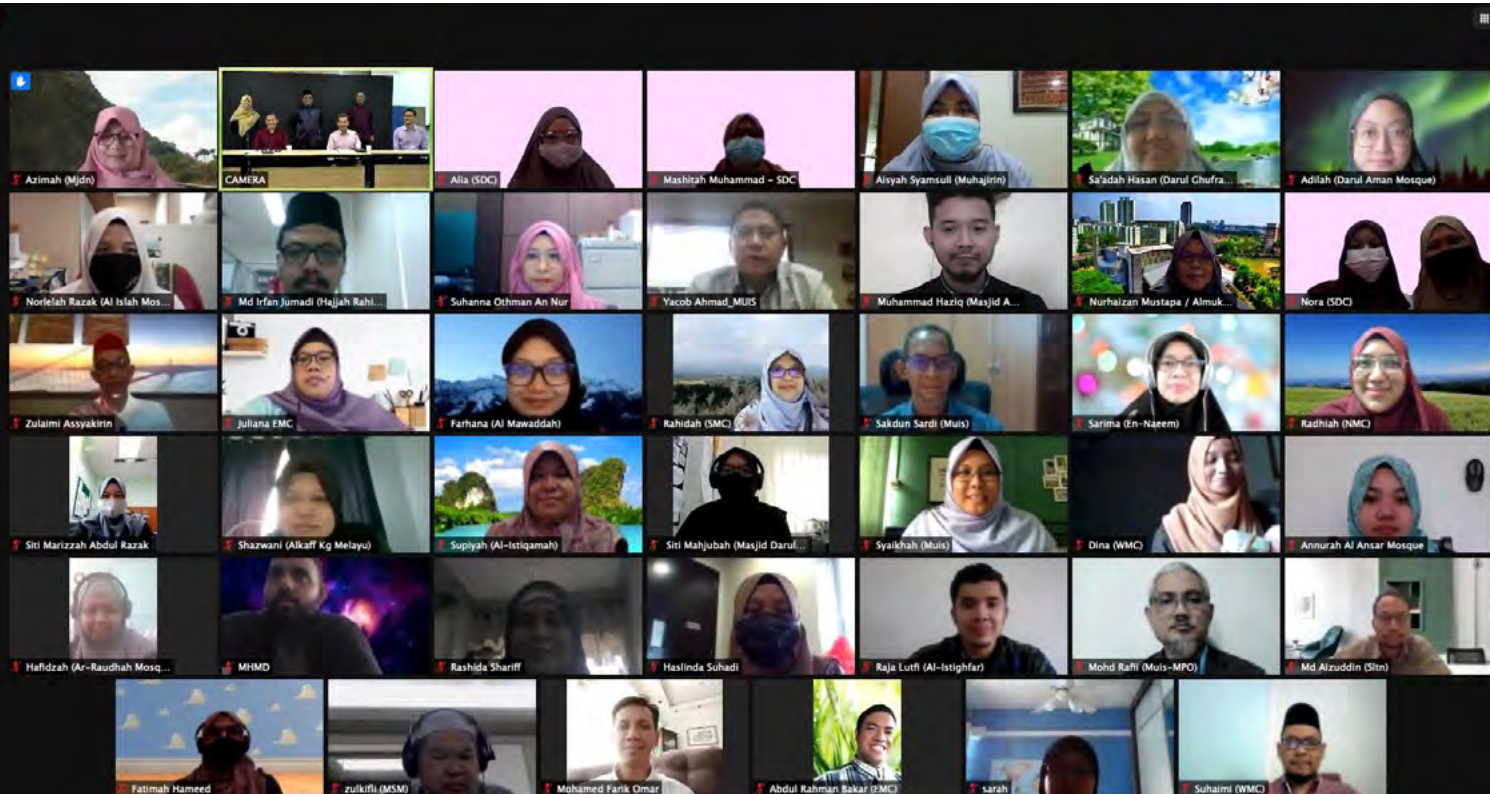 Azimah (Mjdn)
CAMERA
Alia (SDC)
Mashitah Muhammad - SDC
Aisyah Syamsuli (Muhajirin)
Sa'adah Hasan (Darul Ghufra...
Adilah (Darul Aman Mosque)
Norlelah Razak (Al Islah Mos...
Md Irfan Jumadi (Hajjah Rahi...
Suhanna Othman An Nur
Yacob Ahmad_MUIS
Muhammad Haziq (Masjid A...
Nurhaizan Mustapa / Almuk...
Nora (SDC)
Zulaimi Assyakirin
Juliana EMC
Farhana (Al Mawaddah)
Rahidah (SMC)
Sakdun Sardi (Muis)
Sarima (En-Naeem)
Radhiah (NMC)
Siti Marizzah Abdul Razak
Shazwani (Alkaff Kg Melayu)
Supiyah (Al-Istiqamah)
Siti Mahjubah (Masjid Darul...
Syaikhah (Muis)
Dina (WMC)
Annurah Al Ansar Mosque
Hafidzah (Ar-Raudhah Mosq...
MHMD
Rashida Shariff
Haslinda Suhadi
Raja Lutfi (Al-Istighfar)
Mohd Rafii (Muis-MPO)
Md Aizuddin (Sltn)
Fatimah Hameed
zulkifli (MSM)
Mohamed Farik Omar
Abdul Rahman Bakar (EMC)
sarah
Suhaimi (WMC)